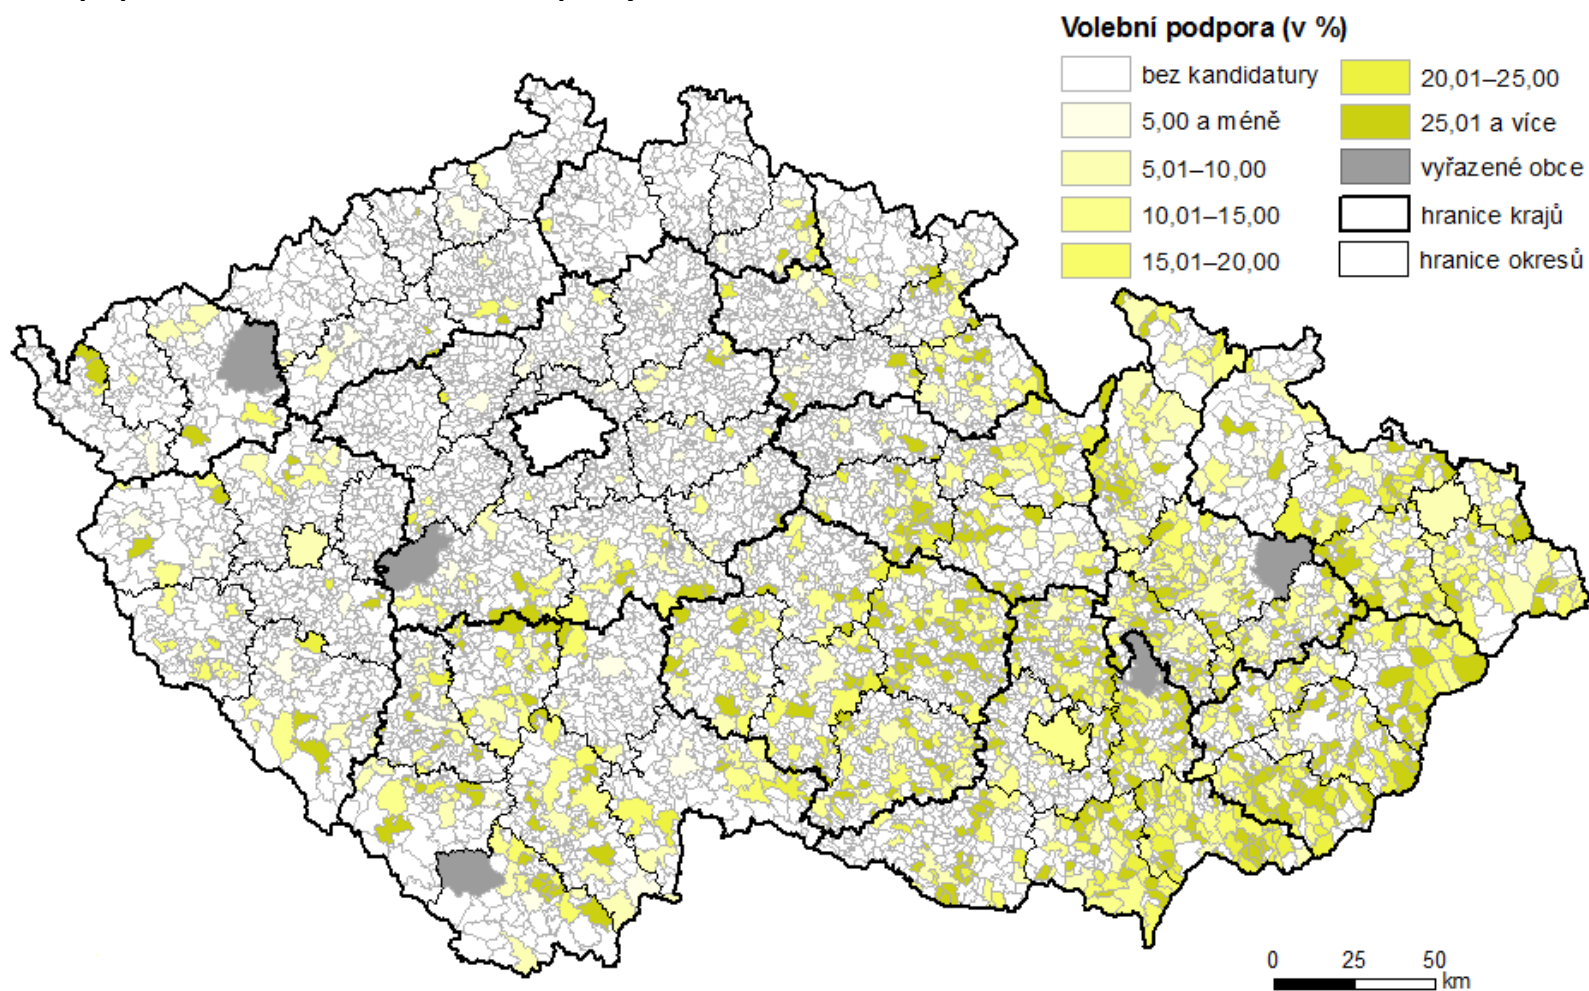 Volební podpora (v %)
bez kandidatury
5,00 a méně
5,01–10,00
10,01–15,00
15,01–20,00
20,01–25,00
25,01 a více
vyřazené obce
hranice krajů
hranice okresů
0 25 50
km